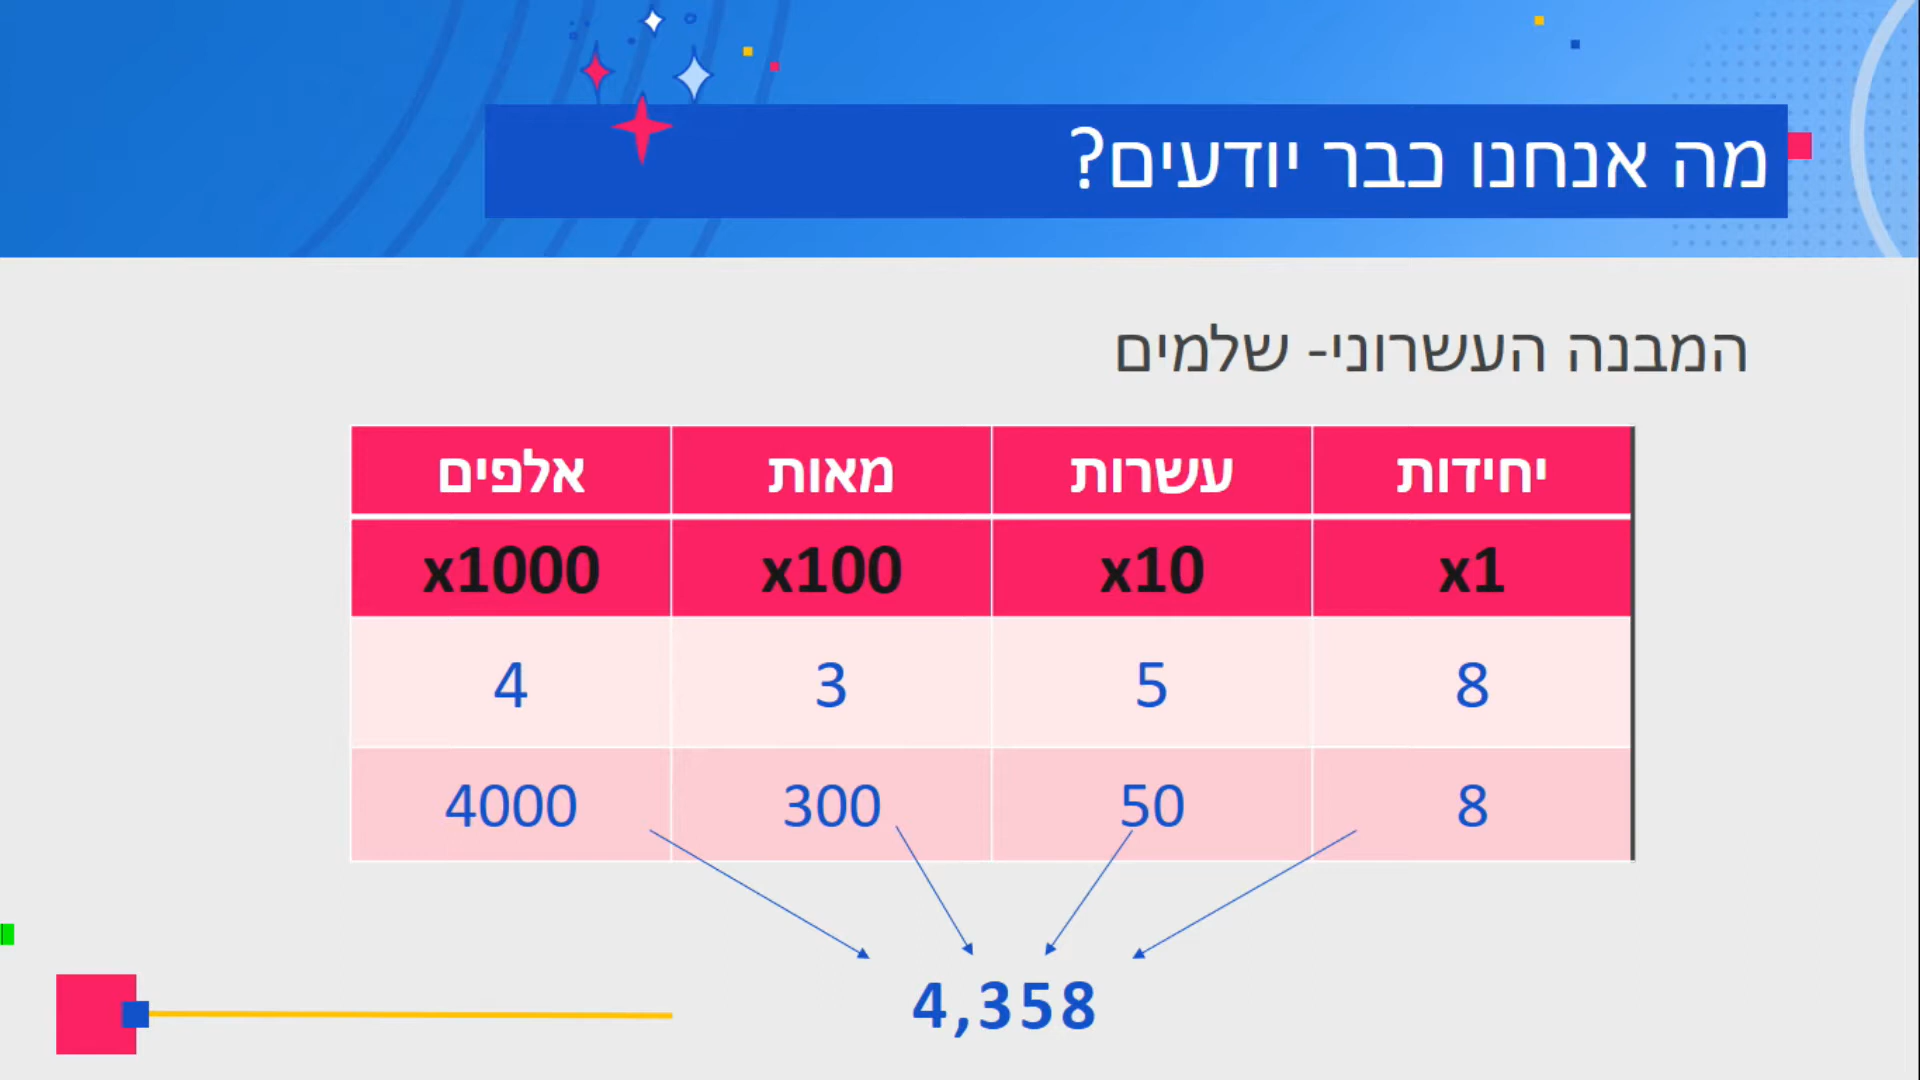 מה אנחנו כבר יודעים?
המבנה העשרוני- שלמים
יחידות עשרות מאות אלפים
x1 x10 x100 x1000
8 5 3 4
8 50 300 4000
4,358